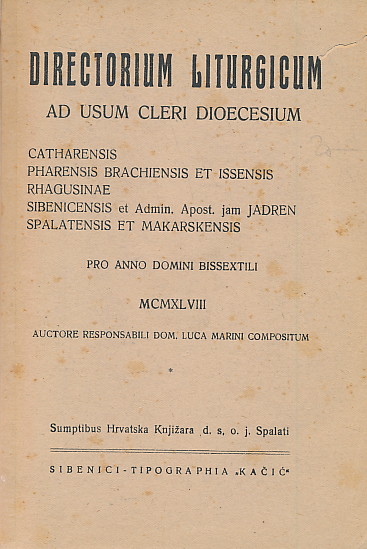 DIRECTORIUM LITURGICUM
AD USUM CLERI DIOECESIUM
CATHARENSIS
PHARENSIS BRACHIENSIS ET ISSENSIS
RHAGUSINAE
SIBENICENSIS et Admin. Apost. jam JADREN
SPALATENSIS ET MAKARSKENSIS
PRO ANNO DOMINI BISSEXTILI
MCMXLVIII
AUCTORE RESPONSABILI DOM. LUCA MARINI COMPOSITUM
*
Sumptibus Hrvatska Knjižara d. s. o. j. Spalati
SIBENICI - TIPOGRAPHIA „KAČIĆ“